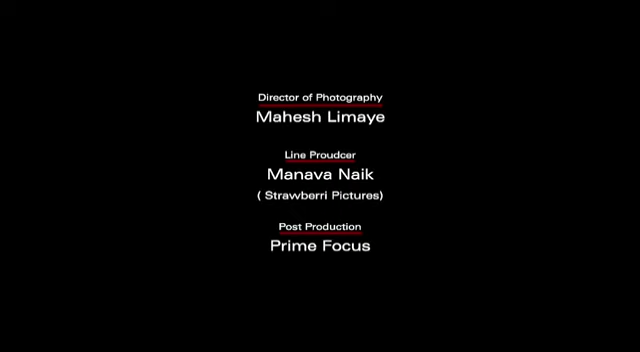 Director of Photography
Mahesh Limaye
Line Proudcer
Manava Naik
( Strawberri Pictures)
Post Production
Prime Focus